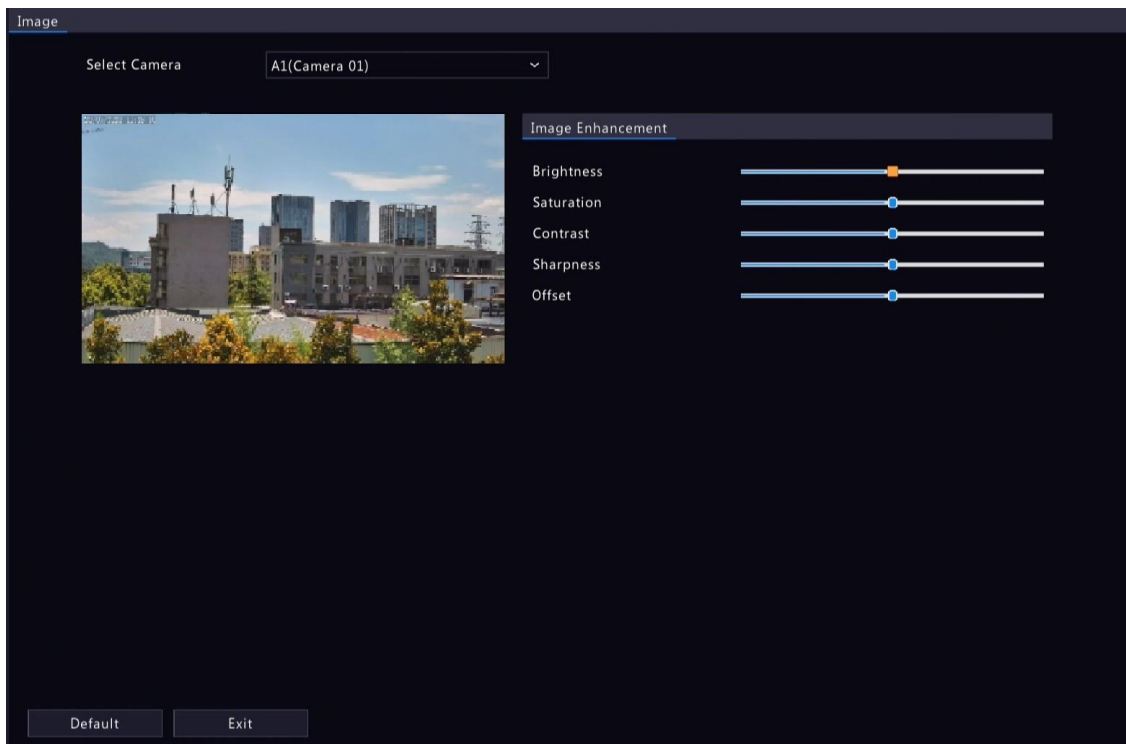 Image
Select Camera
A1(Camera 01)
Image Enhancement
Brightness
Saturation
Contrast
Sharpness
Offset
Default
Exit